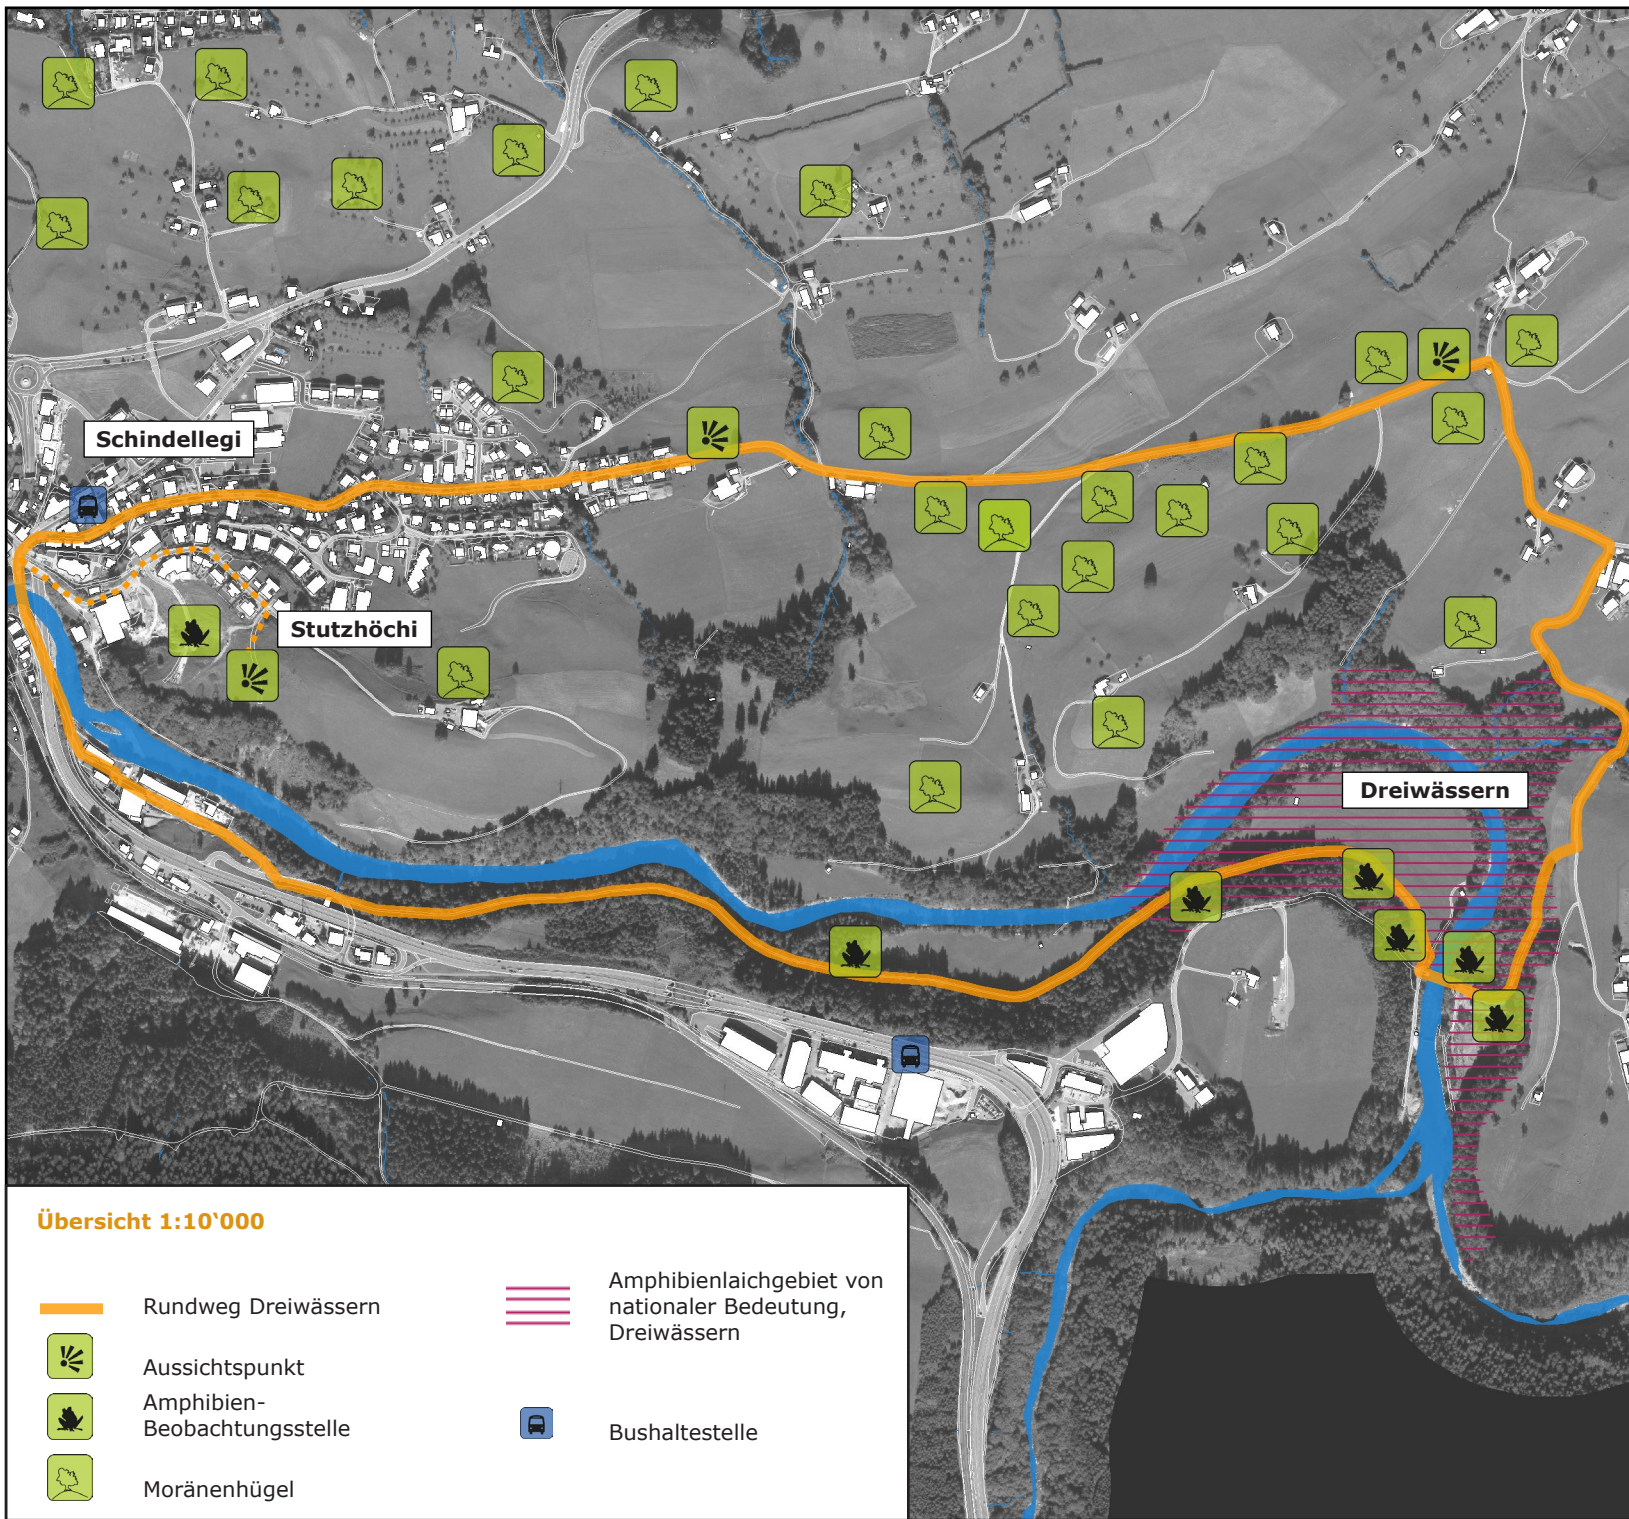 Schindellegi
Stutzhöchi
Dreiwässern
Übersicht 1:10‘000
Rundweg Dreiwässern
Aussichtspunkt
Amphibien-
Beobachtungsstelle
Moränenhügel
Amphibienlaichgebiet von
nationaler Bedeutung,
Dreiwässern
Bushaltestelle